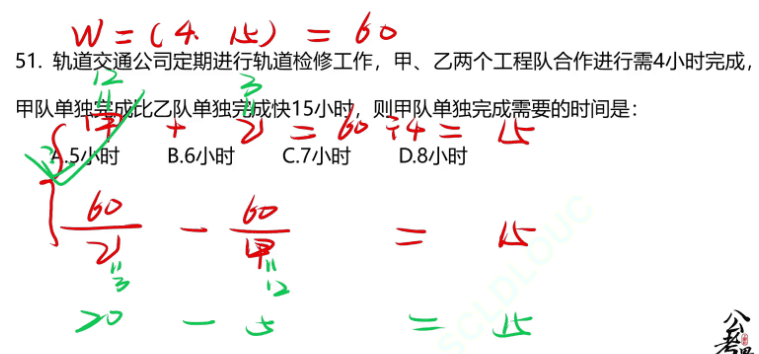 W=(4. 15)=60
51. 轨道交通公司定期进行轨道检修工作，甲、乙两个工程队合作进行需4小时完成，
12 3
甲队单独完成比乙队单独完成快15小时，则甲队单独完成需要的时间是：
甲 + 乙 = 60 ÷4 = 15
A.5小时 B.6小时 C.7小时 D.8小时
60/乙 - 60/甲 = 15
3 12
20 - 5 = 15
SCLDLDUC
公考